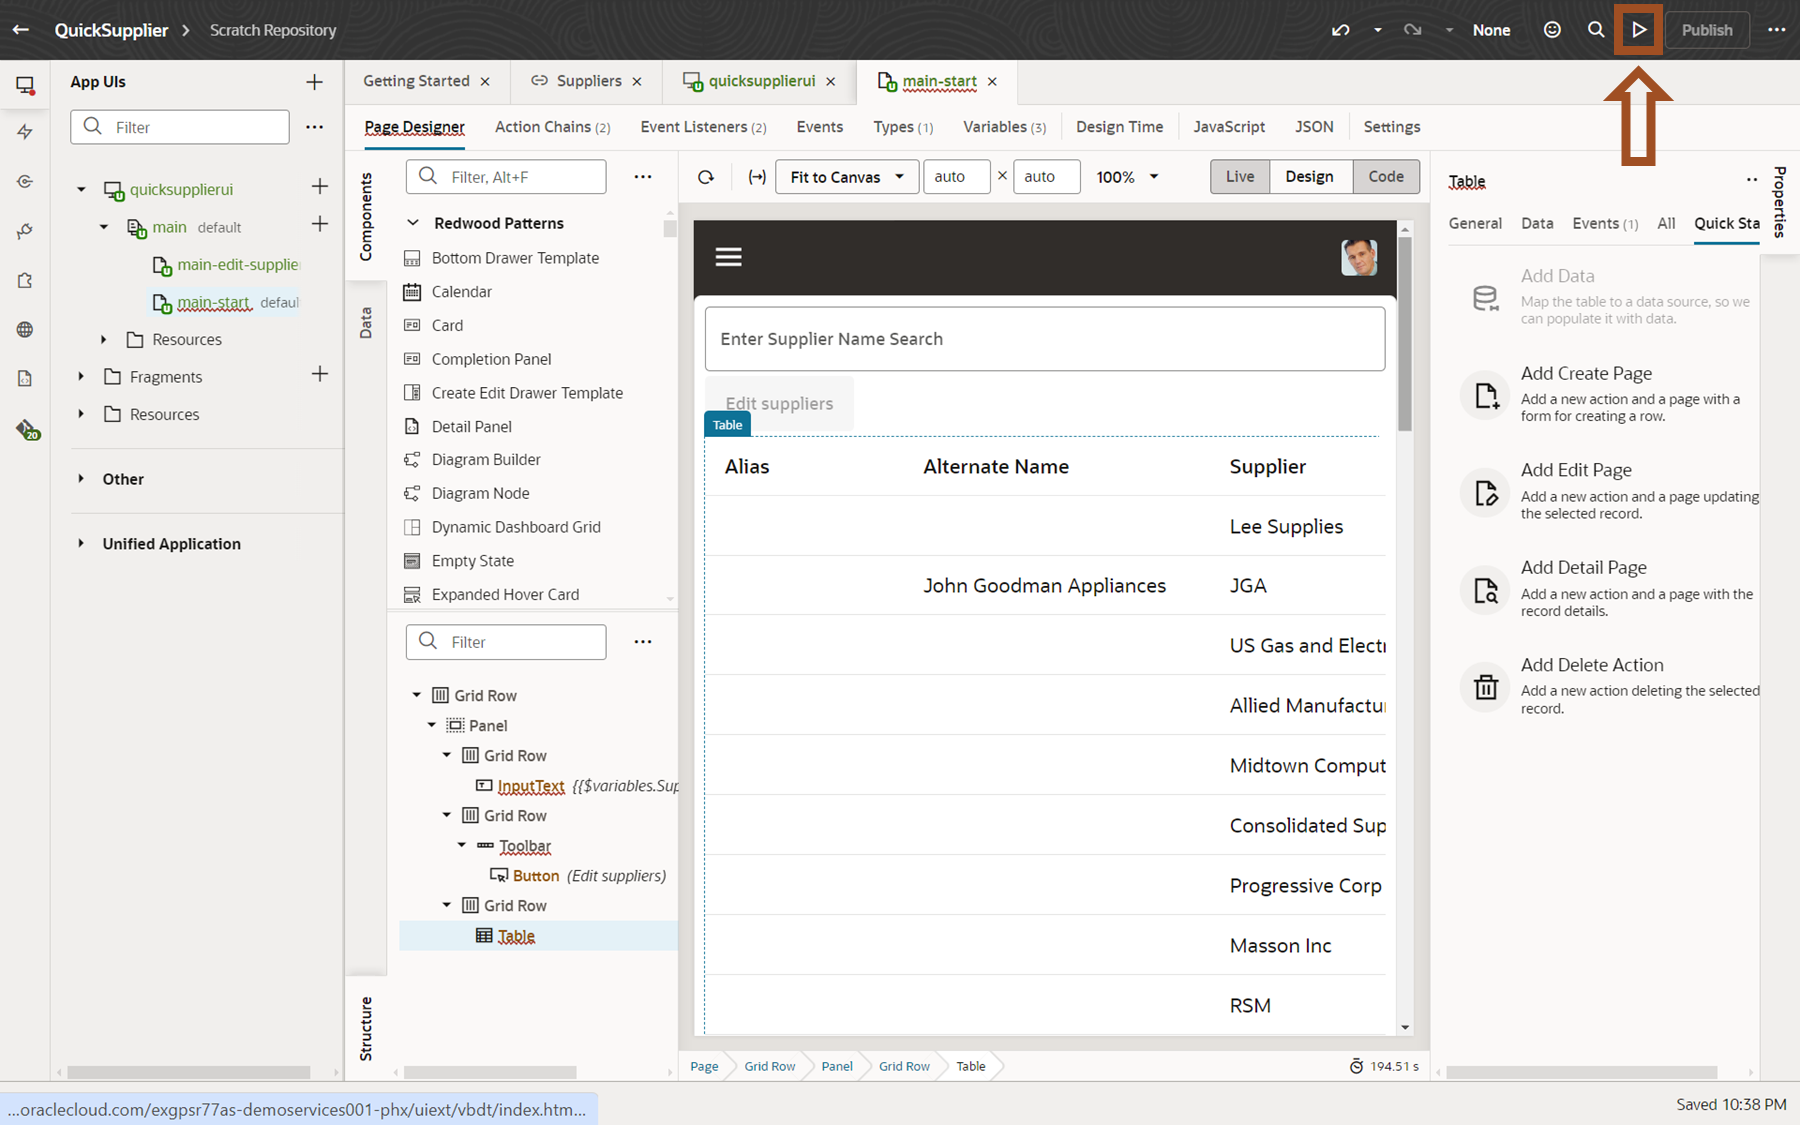 QuickSupplier
Scratch Repository
None
Publish
App UIs
Filter
quicksupplierui
main default
main-edit-supplie
main-start defaul
Resources
Fragments
Resources
Other
Unified Application
20
Getting Started
Suppliers
quicksupplierui
main-start
Page Designer
Action Chains (2)
Event Listeners (2)
Events
Types (1)
Variables (3)
Design Time
JavaScript
JSON
Settings
Components
Data
Structure
Filter, Alt+F
Redwood Patterns
Bottom Drawer Template
Calendar
Card
Completion Panel
Create Edit Drawer Template
Detail Panel
Diagram Builder
Diagram Node
Dynamic Dashboard Grid
Empty State
Expanded Hover Card
Filter
Grid Row
Panel
Grid Row
InputText {{$variables.Sup
Grid Row
Toolbar
Button (Edit suppliers)
Grid Row
Table
Fit to Canvas
auto × auto
100%
Live
Design
Code
Enter Supplier Name Search
Edit suppliers
Table
Alias Alternate Name Supplier
Lee Supplies
John Goodman Appliances JGA
US Gas and Electr
Allied Manufactu
Midtown Comput
Consolidated Sup
Progressive Corp
Masson Inc
RSM
Page
Grid Row
Panel
Grid Row
Table
194.51 s
Table
Properties
General
Data
Events (1)
All
Quick Sta
Add Data
Map the table to a data source, so we
can populate it with data.
Add Create Page
Add a new action and a page with a
form for creating a row.
Add Edit Page
Add a new action and a page updating
the selected record.
Add Detail Page
Add a new action and a page with the
record details.
Add Delete Action
Add a new action deleting the selected
record.
...oraclecloud.com/exgpsr77as-demoservices001-phx/uiext/vbdt/index.htm...
Saved 10:38 PM